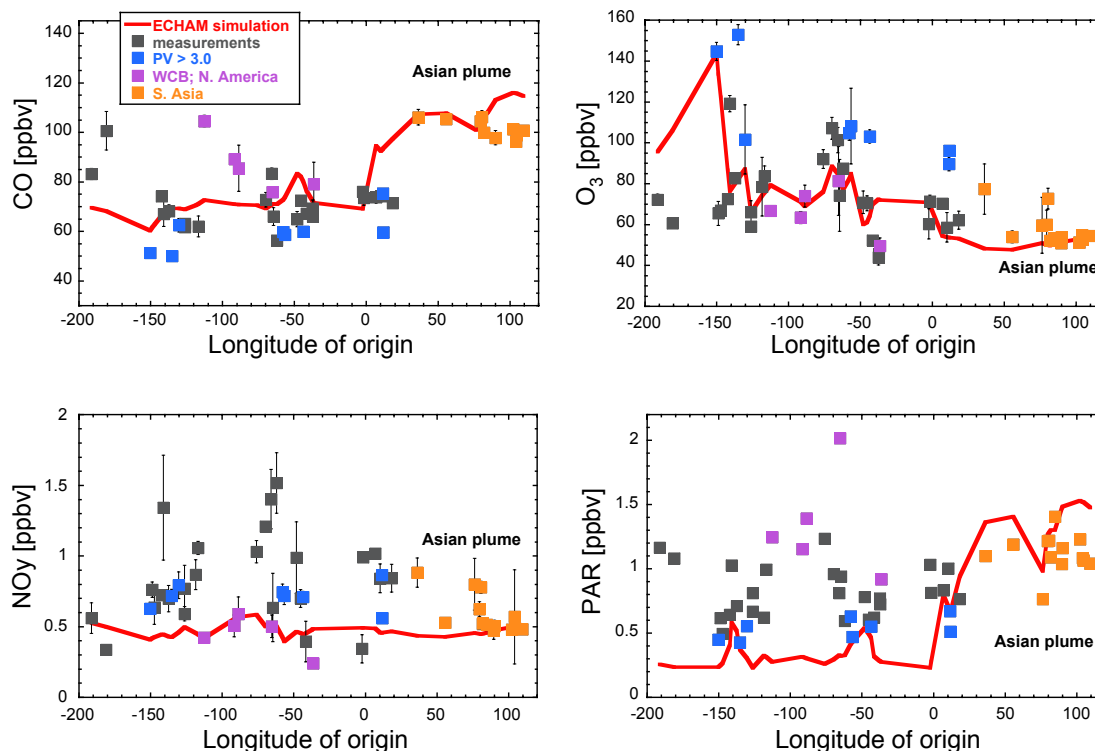 ECHAM simulation
measurements
PV > 3.0
WCB; N. America
S. Asia
Asian plume
CO [ppbv]
140
120
100
80
60
40
-200 -150 -100 -50 0 50 100
Longitude of origin
Asian plume
O3 [ppbv]
160
140
120
100
80
60
40
20
-200 -150 -100 -50 0 50 100
Longitude of origin
Asian plume
NOy [ppbv]
2
1.5
1
0.5
0
-200 -150 -100 -50 0 50 100
Longitude of origin
Asian plume
PAR [ppbv]
2
1.5
1
0.5
0
-200 -150 -100 -50 0 50 100
Longitude of origin